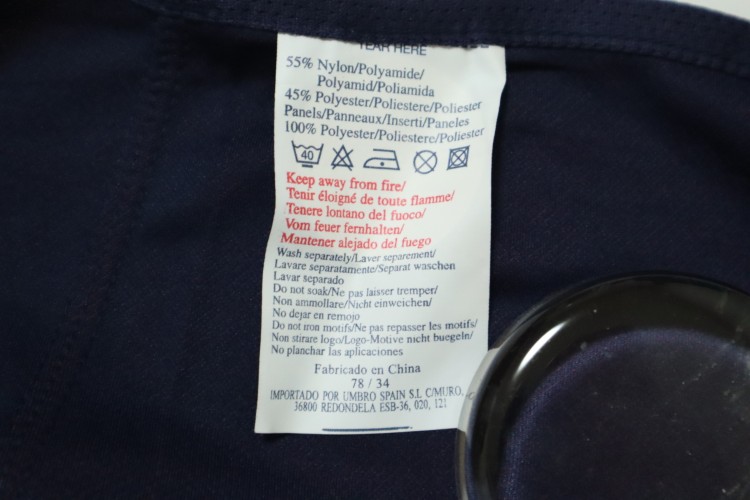 TEAR HERE
55% Nylon/Polyamide/
Polyamid/Poliamida
45% Polyester/Poliestere/Poliester
Panels/Panneaux/Inserti/Paneles
100% Polyester/Poliestere/Poliester
40
Keep away from fire/
Tenir éloigné de toute flamme/
Tenere lontano del fuoco/
Vom feuer fernhalten/
Mantener alejado del fuego
Wash separately/Laver separement/
Lavare separatamente/Separat waschen
Lavar separado
Do not soak/Ne pas laisser tremper/
Non ammollare/Nicht einweichen/
No dejar en remojo
Do not iron motifs/Ne pas repasser les motifs/
Non stirare logo/Logo-Motive nicht buegeln/
No planchar las aplicaciones
Fabricado en China
78 / 34
IMPORTADO POR UMBRO SPAIN S.L C/MURO,
36800 REDONDELA ESB-36, 020, 121